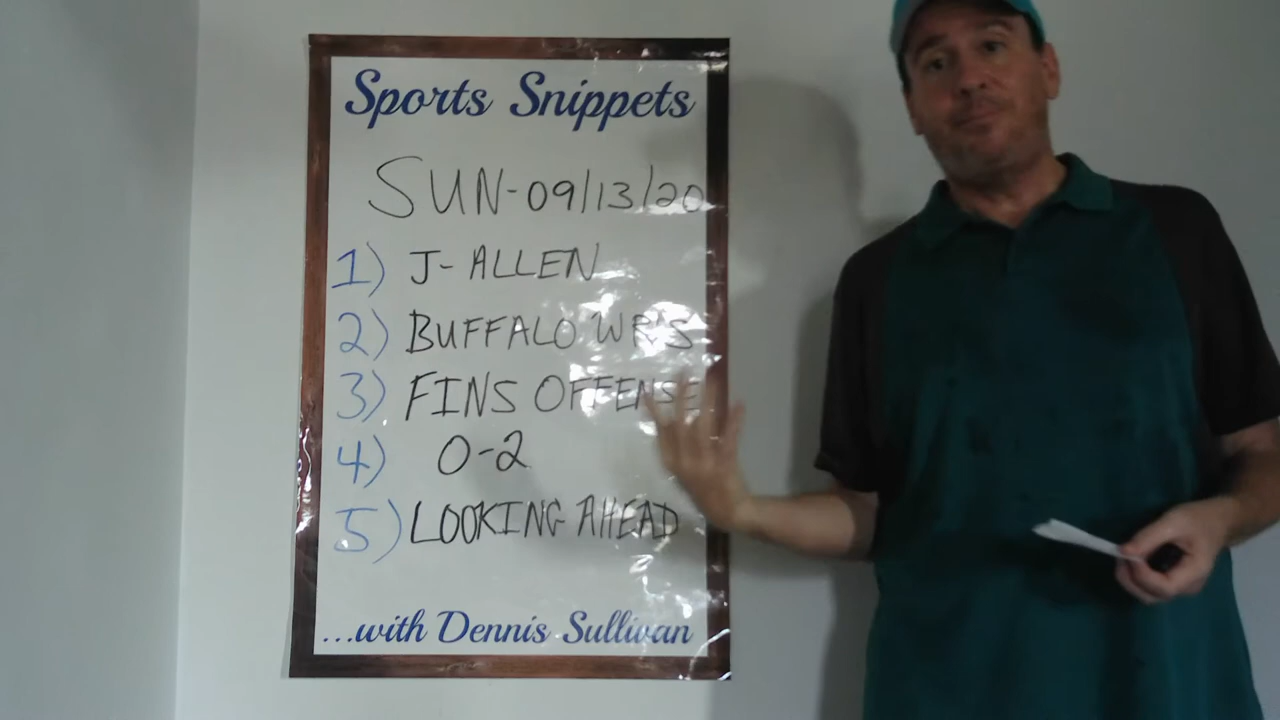 Sports Snippets
SUN-09/13/20
1) J-ALLEN
2) BUFFALO WR'S
3) FINS OFFENSE
4) 0-2
5) LOOKING AHEAD
...with Dennis Sullivan